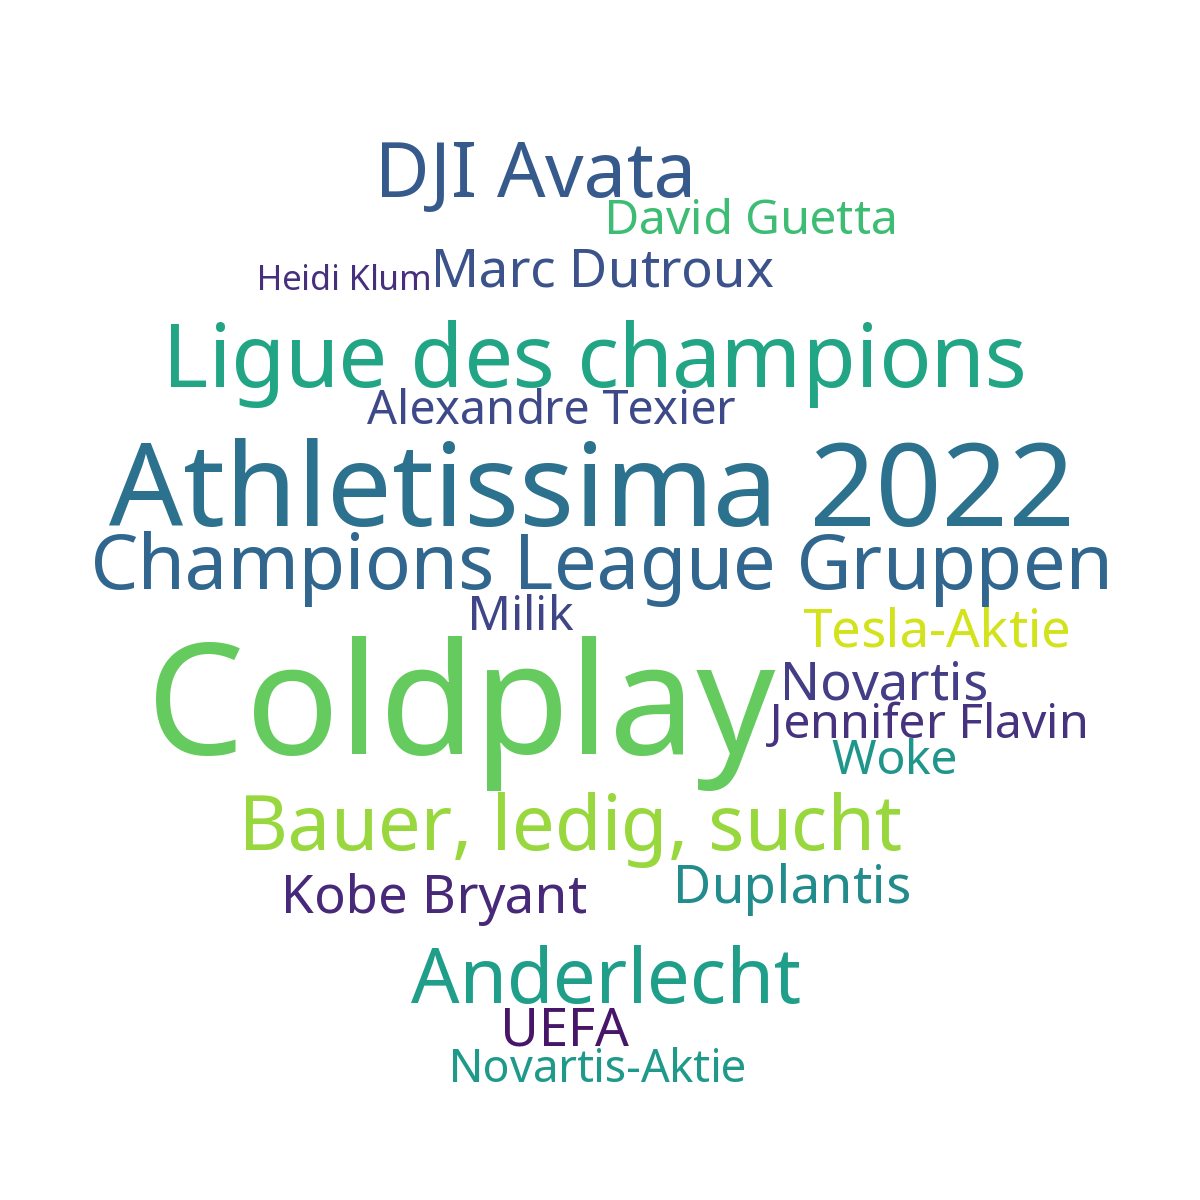 DJI Avata
David Guetta
Marc Dutroux
Heidi Klum
Ligue des champions
Alexandre Texier
Athletissima 2022
Champions League Gruppen
Milik
Tesla-Aktie
Coldplay
Novartis
Jennifer Flavin
Woke
Bauer, ledig, sucht
Duplantis
Kobe Bryant
Anderlecht
UEFA
Novartis-Aktie